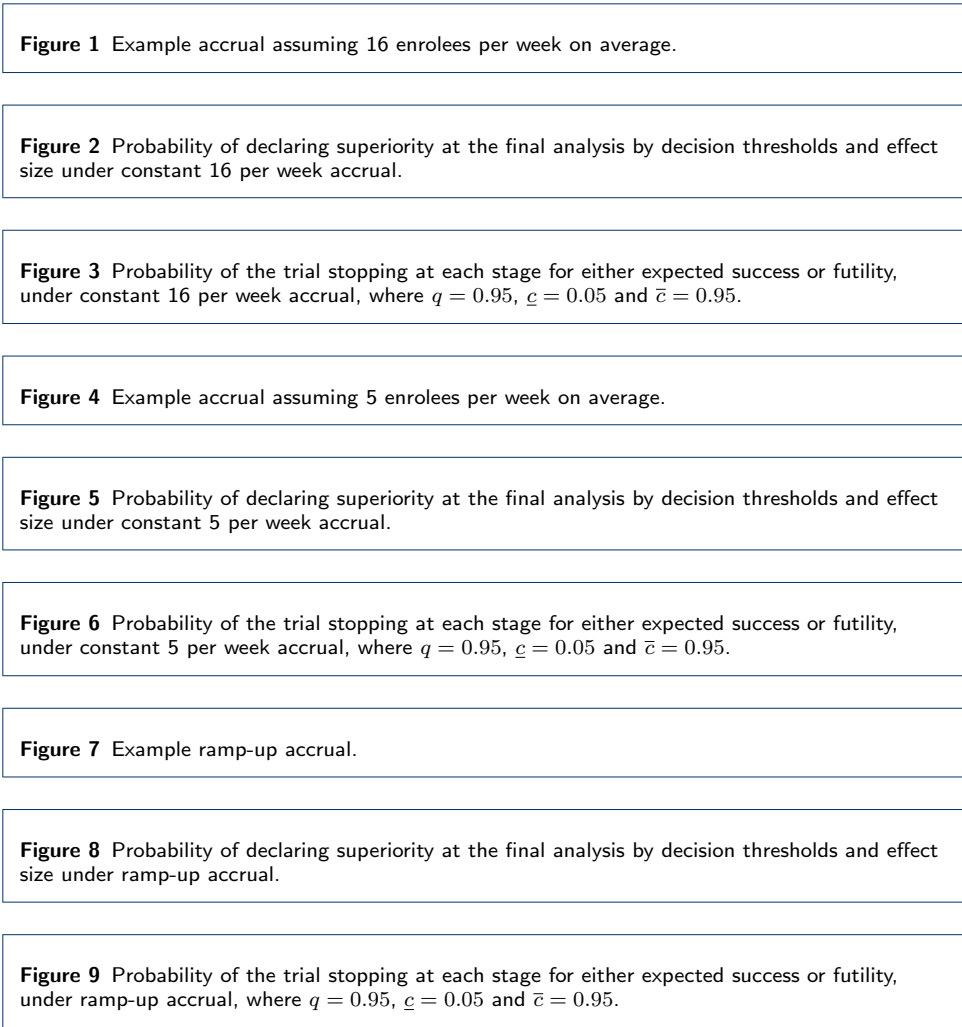 Figure 1 Example accrual assuming 16 enrolees per week on average.
Figure 2 Probability of declaring superiority at the final analysis by decision thresholds and effect
size under constant 16 per week accrual.
Figure 3 Probability of the trial stopping at each stage for either expected success or futility,
under constant 16 per week accrual, where q = 0.95, c̲ = 0.05 and c̅ = 0.95.
Figure 4 Example accrual assuming 5 enrolees per week on average.
Figure 5 Probability of declaring superiority at the final analysis by decision thresholds and effect
size under constant 5 per week accrual.
Figure 6 Probability of the trial stopping at each stage for either expected success or futility,
under constant 5 per week accrual, where q = 0.95, c̲ = 0.05 and c̅ = 0.95.
Figure 7 Example ramp-up accrual.
Figure 8 Probability of declaring superiority at the final analysis by decision thresholds and effect
size under ramp-up accrual.
Figure 9 Probability of the trial stopping at each stage for either expected success or futility,
under ramp-up accrual, where q = 0.95, c̲ = 0.05 and c̅ = 0.95.